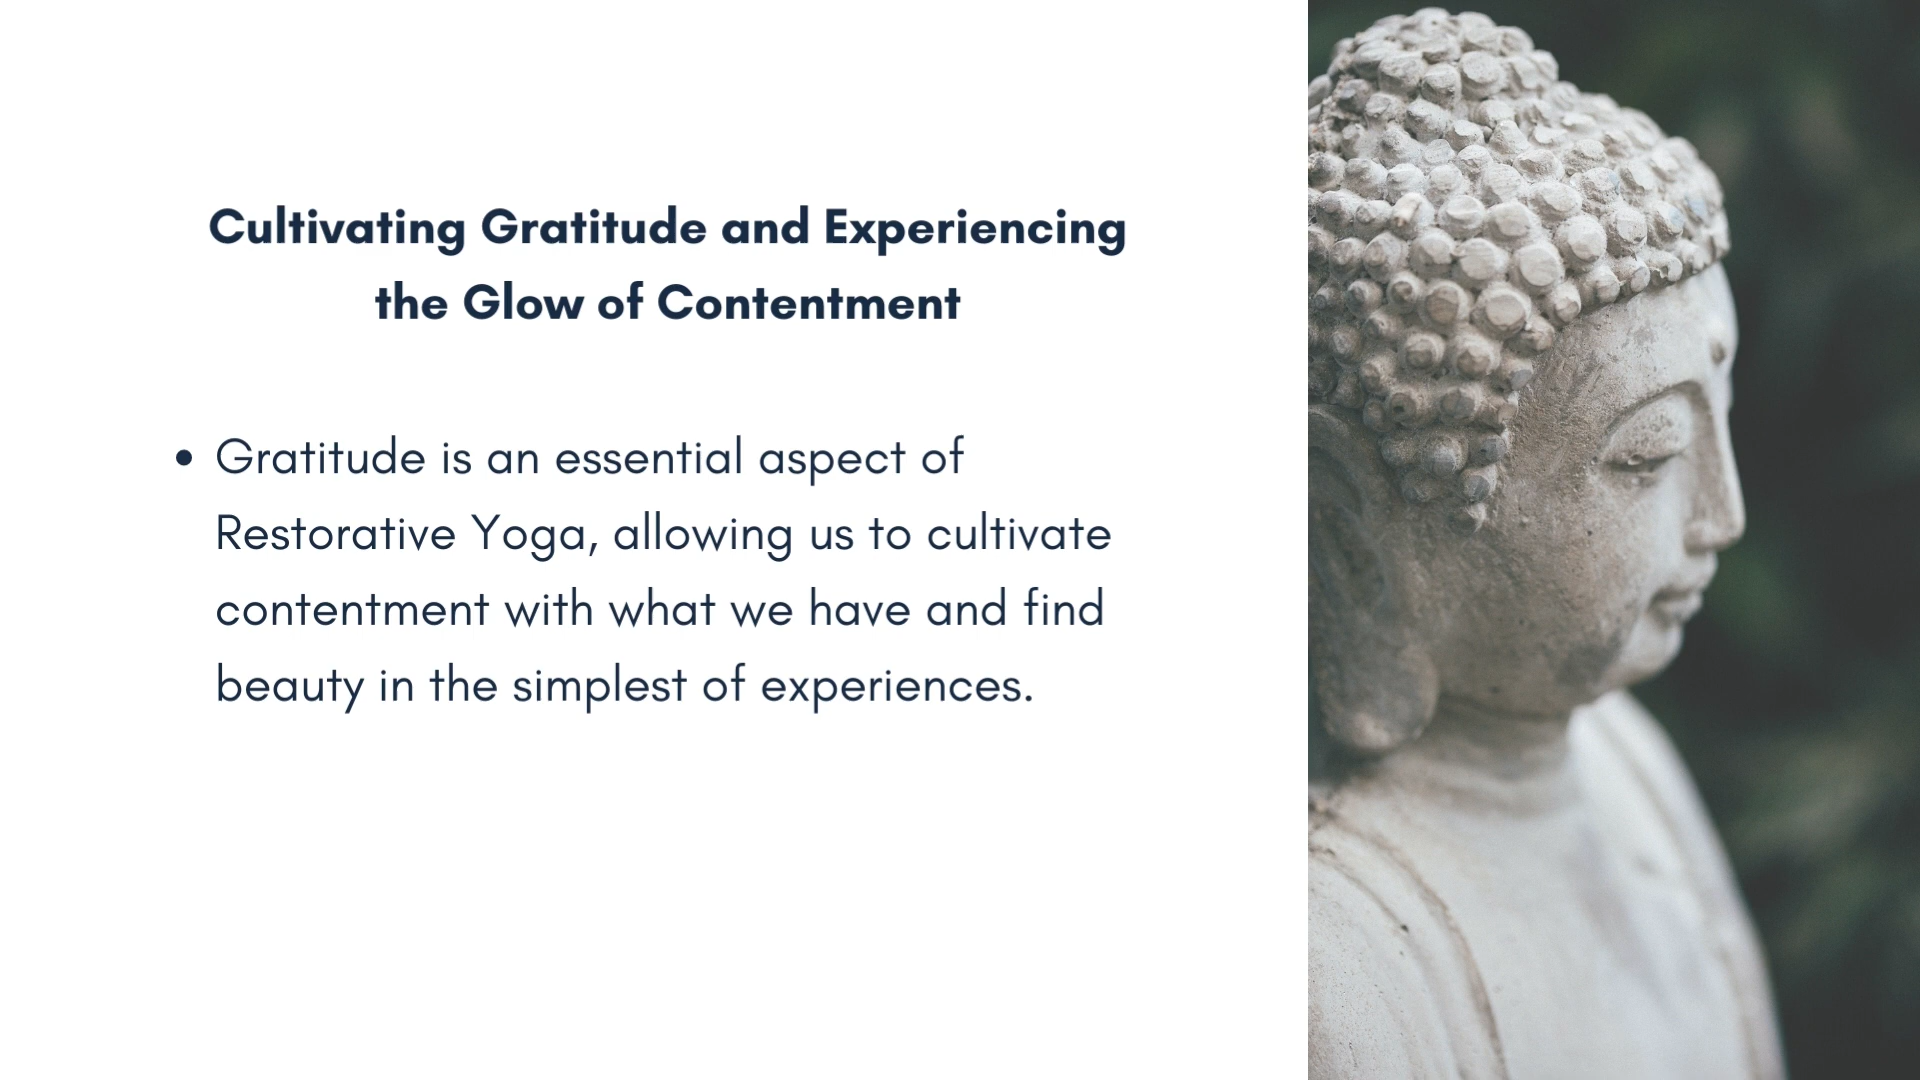 Cultivating Gratitude and Experiencing
the Glow of Contentment
• Gratitude is an essential aspect of
Restorative Yoga, allowing us to cultivate
contentment with what we have and find
beauty in the simplest of experiences.